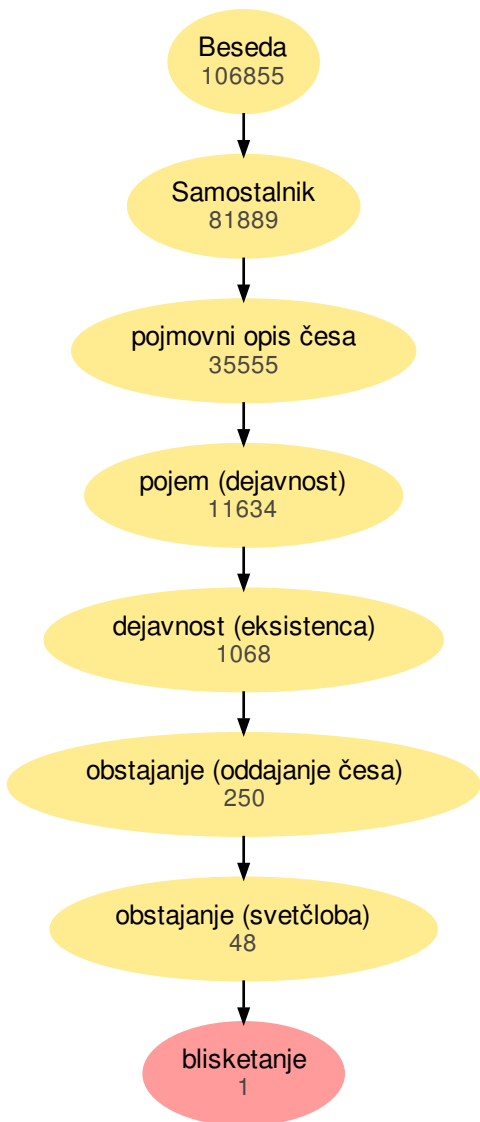 Beseda
106855
Samostalnik
81889
pojmovni opis česa
35555
pojem (dejavnost)
11634
dejavnost (eksistenca)
1068
obstajanje (oddajanje česa)
250
obstajanje (svetčloba)
48
blisketanje
1